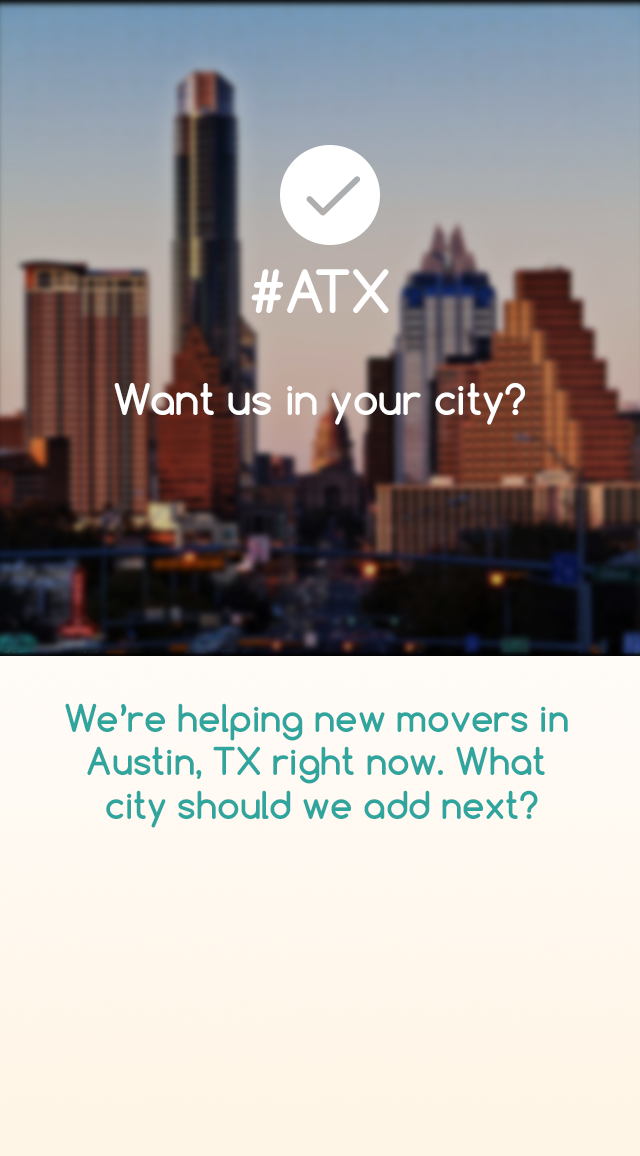 #ATX
Want us in your city?
We’re helping new movers in
Austin, TX right now. What
city should we add next?